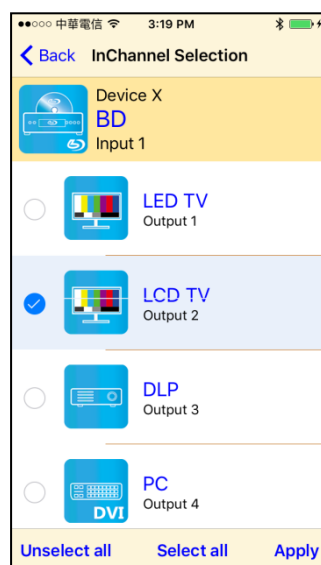 中華電信 3:19 PM
Back InChannel Selection
Device X
BD
Input 1
LED TV
Output 1
LCD TV
Output 2
DLP
Output 3
PC
Output 4
DVI
Unselect all Select all Apply